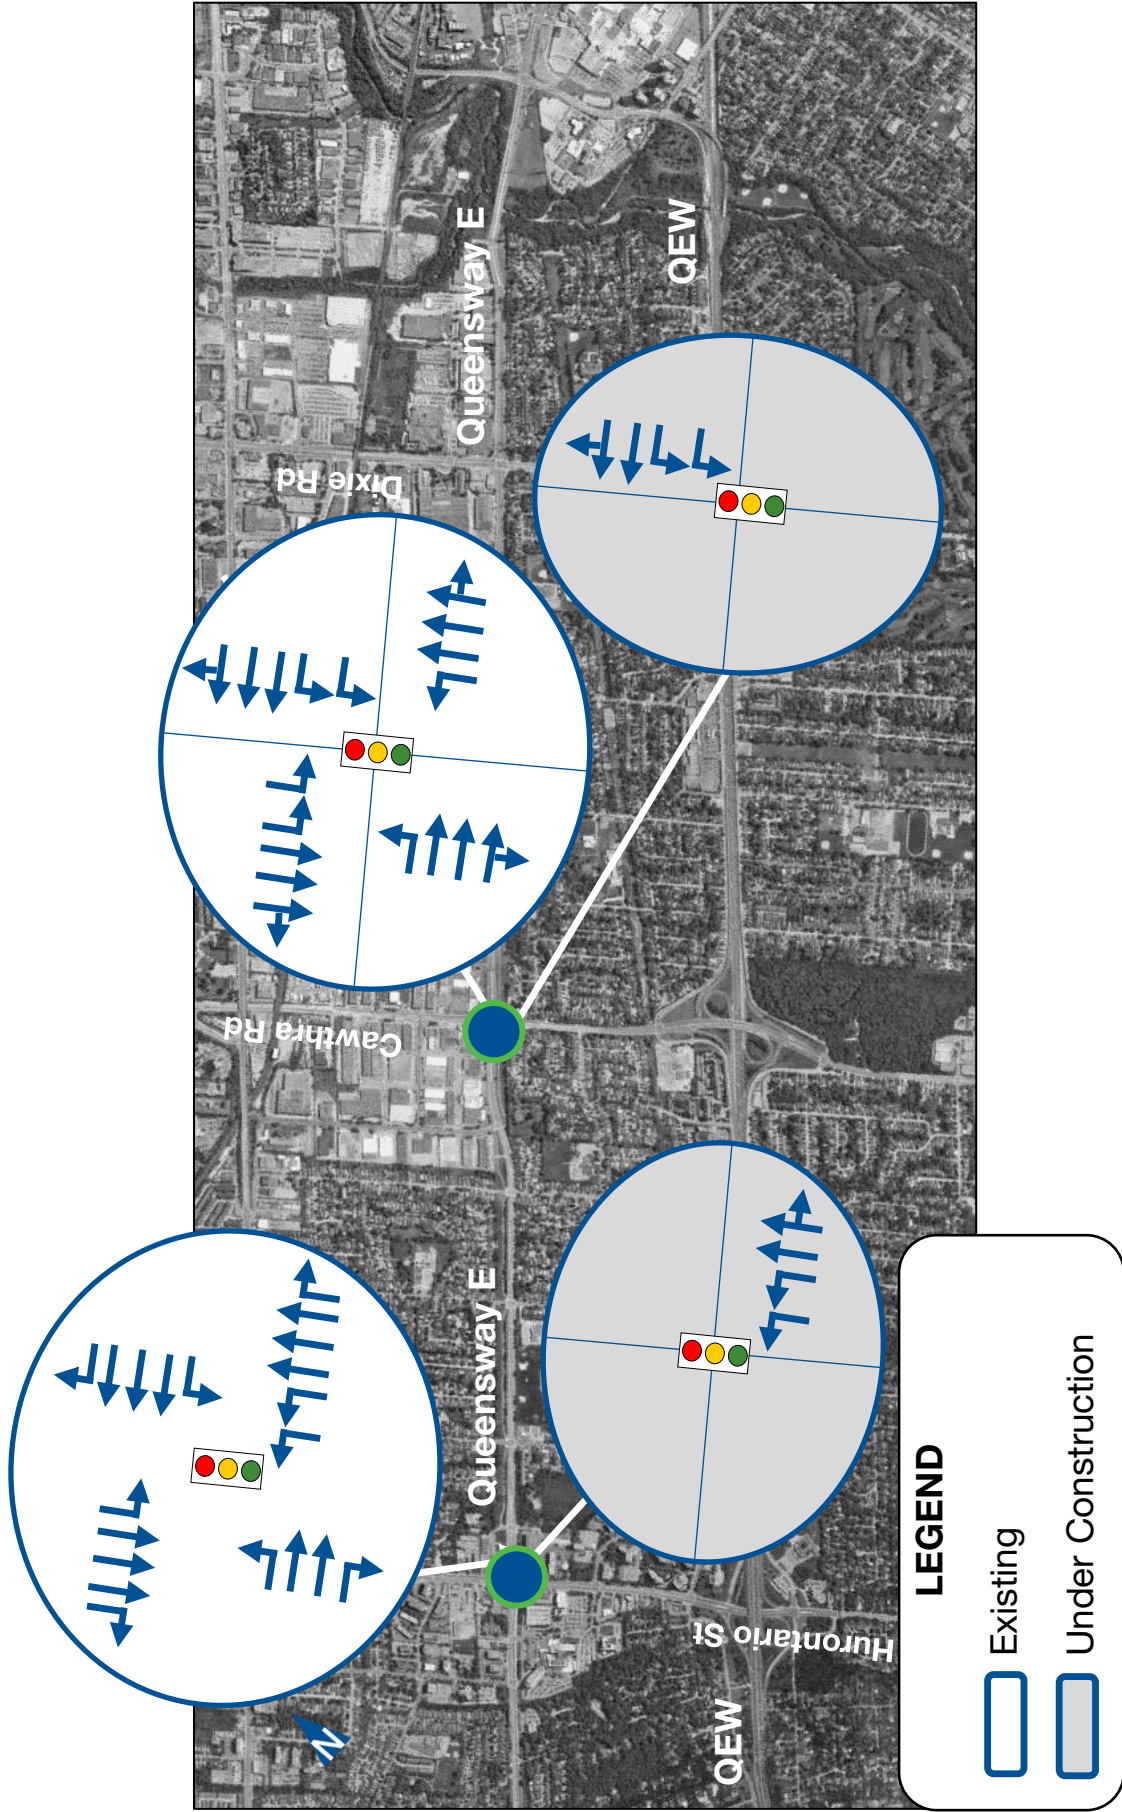 Dixie Rd
Queensway E
QEW
Cawthra Rd
Queensway E
Hurontario St
QEW
N
LEGEND
Existing
Under Construction